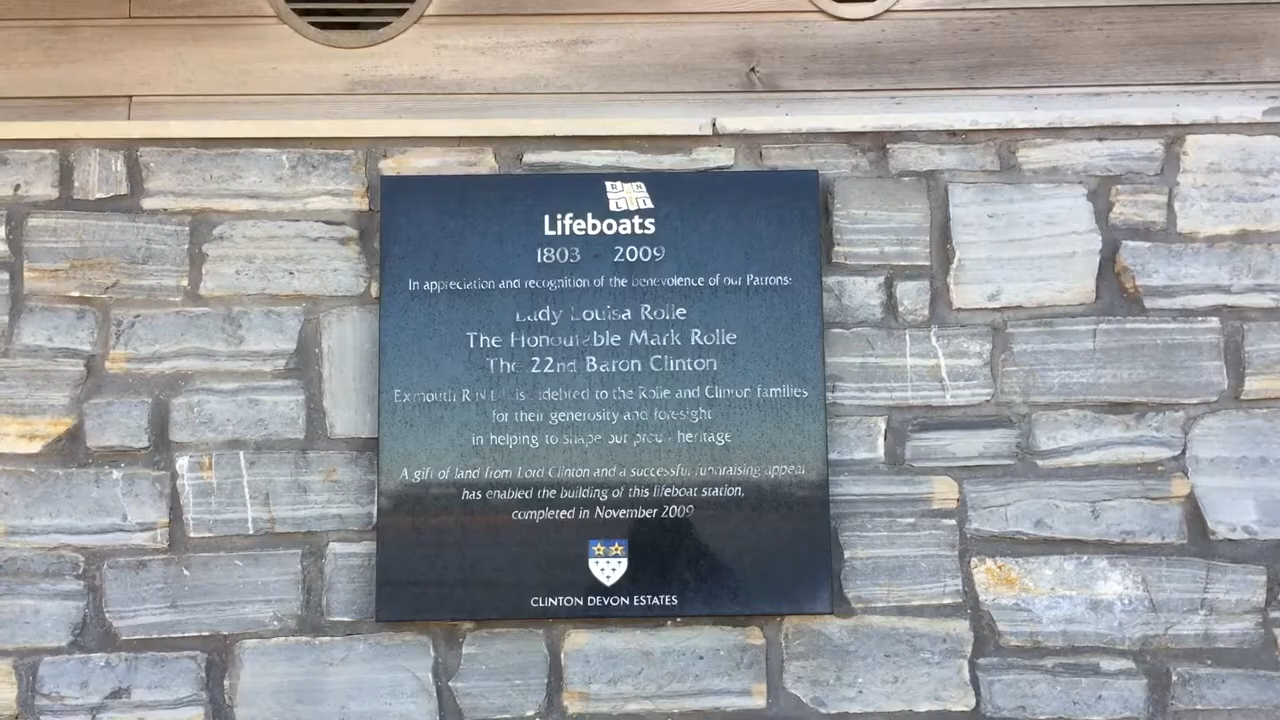 RNLI
Lifeboats
1803 - 2009
In appreciation and recognition of the benevolence of our Patrons:
Lady Louisa Rolle
The Honourable Mark Rolle
The 22nd Baron Clinton
Exmouth RNLI is indebted to the Rolle and Clinton families
for their generosity and foresight
in helping to shape our proud heritage
A gift of land from Lord Clinton and a successful fundraising appeal
has enabled the building of this lifeboat station,
completed in November 2009
CLINTON DEVON ESTATES